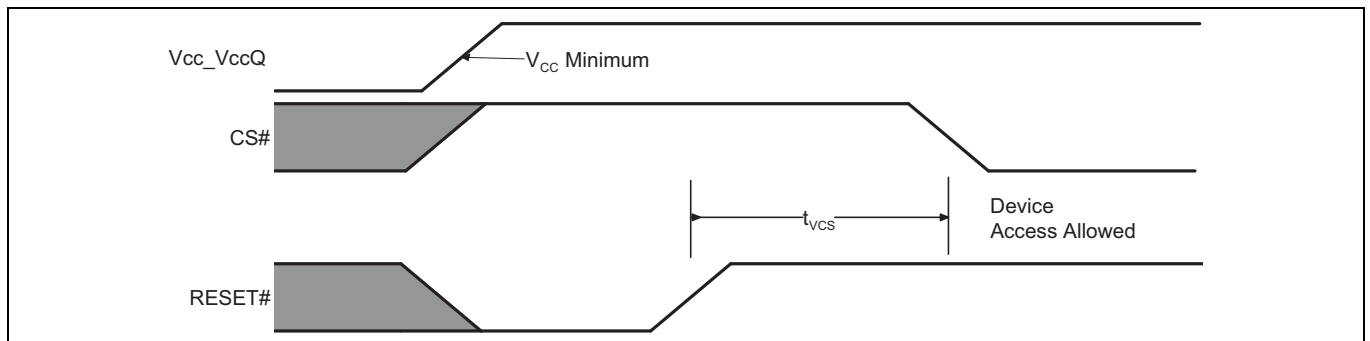 Vcc_VccQ
VCC Minimum
CS#
tVCS
Device
Access Allowed
RESET#